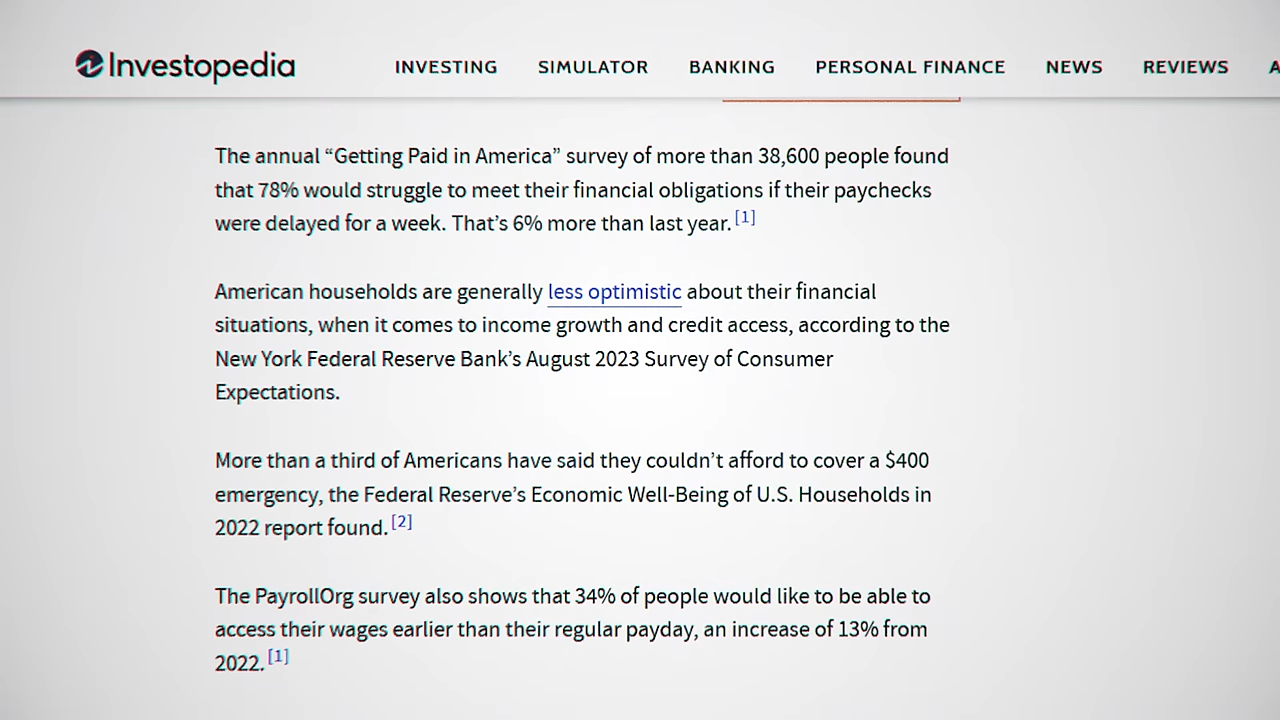 Investopedia
INVESTING SIMULATOR BANKING PERSONAL FINANCE NEWS REVIEWS A
The annual “Getting Paid in America” survey of more than 38,600 people found
that 78% would struggle to meet their financial obligations if their paychecks
were delayed for a week. That’s 6% more than last year. [1]
American households are generally less optimistic about their financial
situations, when it comes to income growth and credit access, according to the
New York Federal Reserve Bank’s August 2023 Survey of Consumer
Expectations.
More than a third of Americans have said they couldn’t afford to cover a $400
emergency, the Federal Reserve’s Economic Well-Being of U.S. Households in
2022 report found. [2]
The PayrollOrg survey also shows that 34% of people would like to be able to
access their wages earlier than their regular payday, an increase of 13% from
2022. [1]